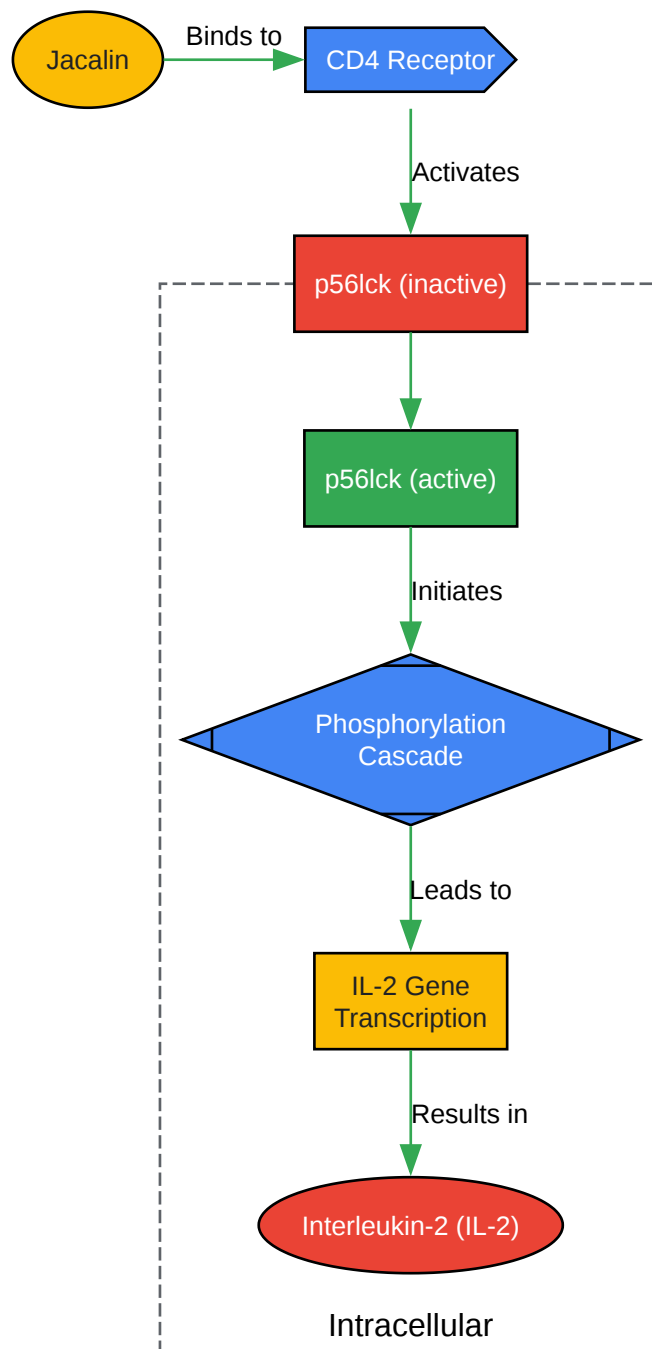 Jacalin
Binds to
CD4 Receptor
Activates
p56lck (inactive)
p56lck (active)
Initiates
Phosphorylation
Cascade
Leads to
IL-2 Gene
Transcription
Results in
Interleukin-2 (IL-2)
Intracellular